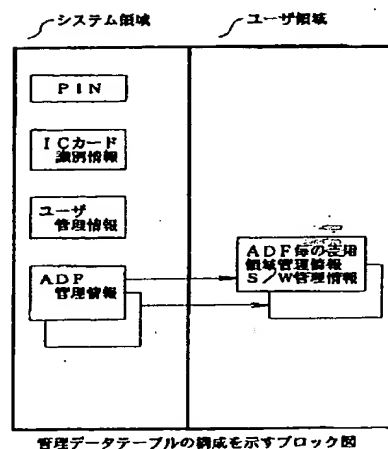 システム領域
ユーザ領域
PIN
ICカード
識別情報
ユーザ
管理情報
ADF
管理情報
ADF毎の使用
領域管理情報
S/W管理情報
管理データテーブルの構成を示すブロック図